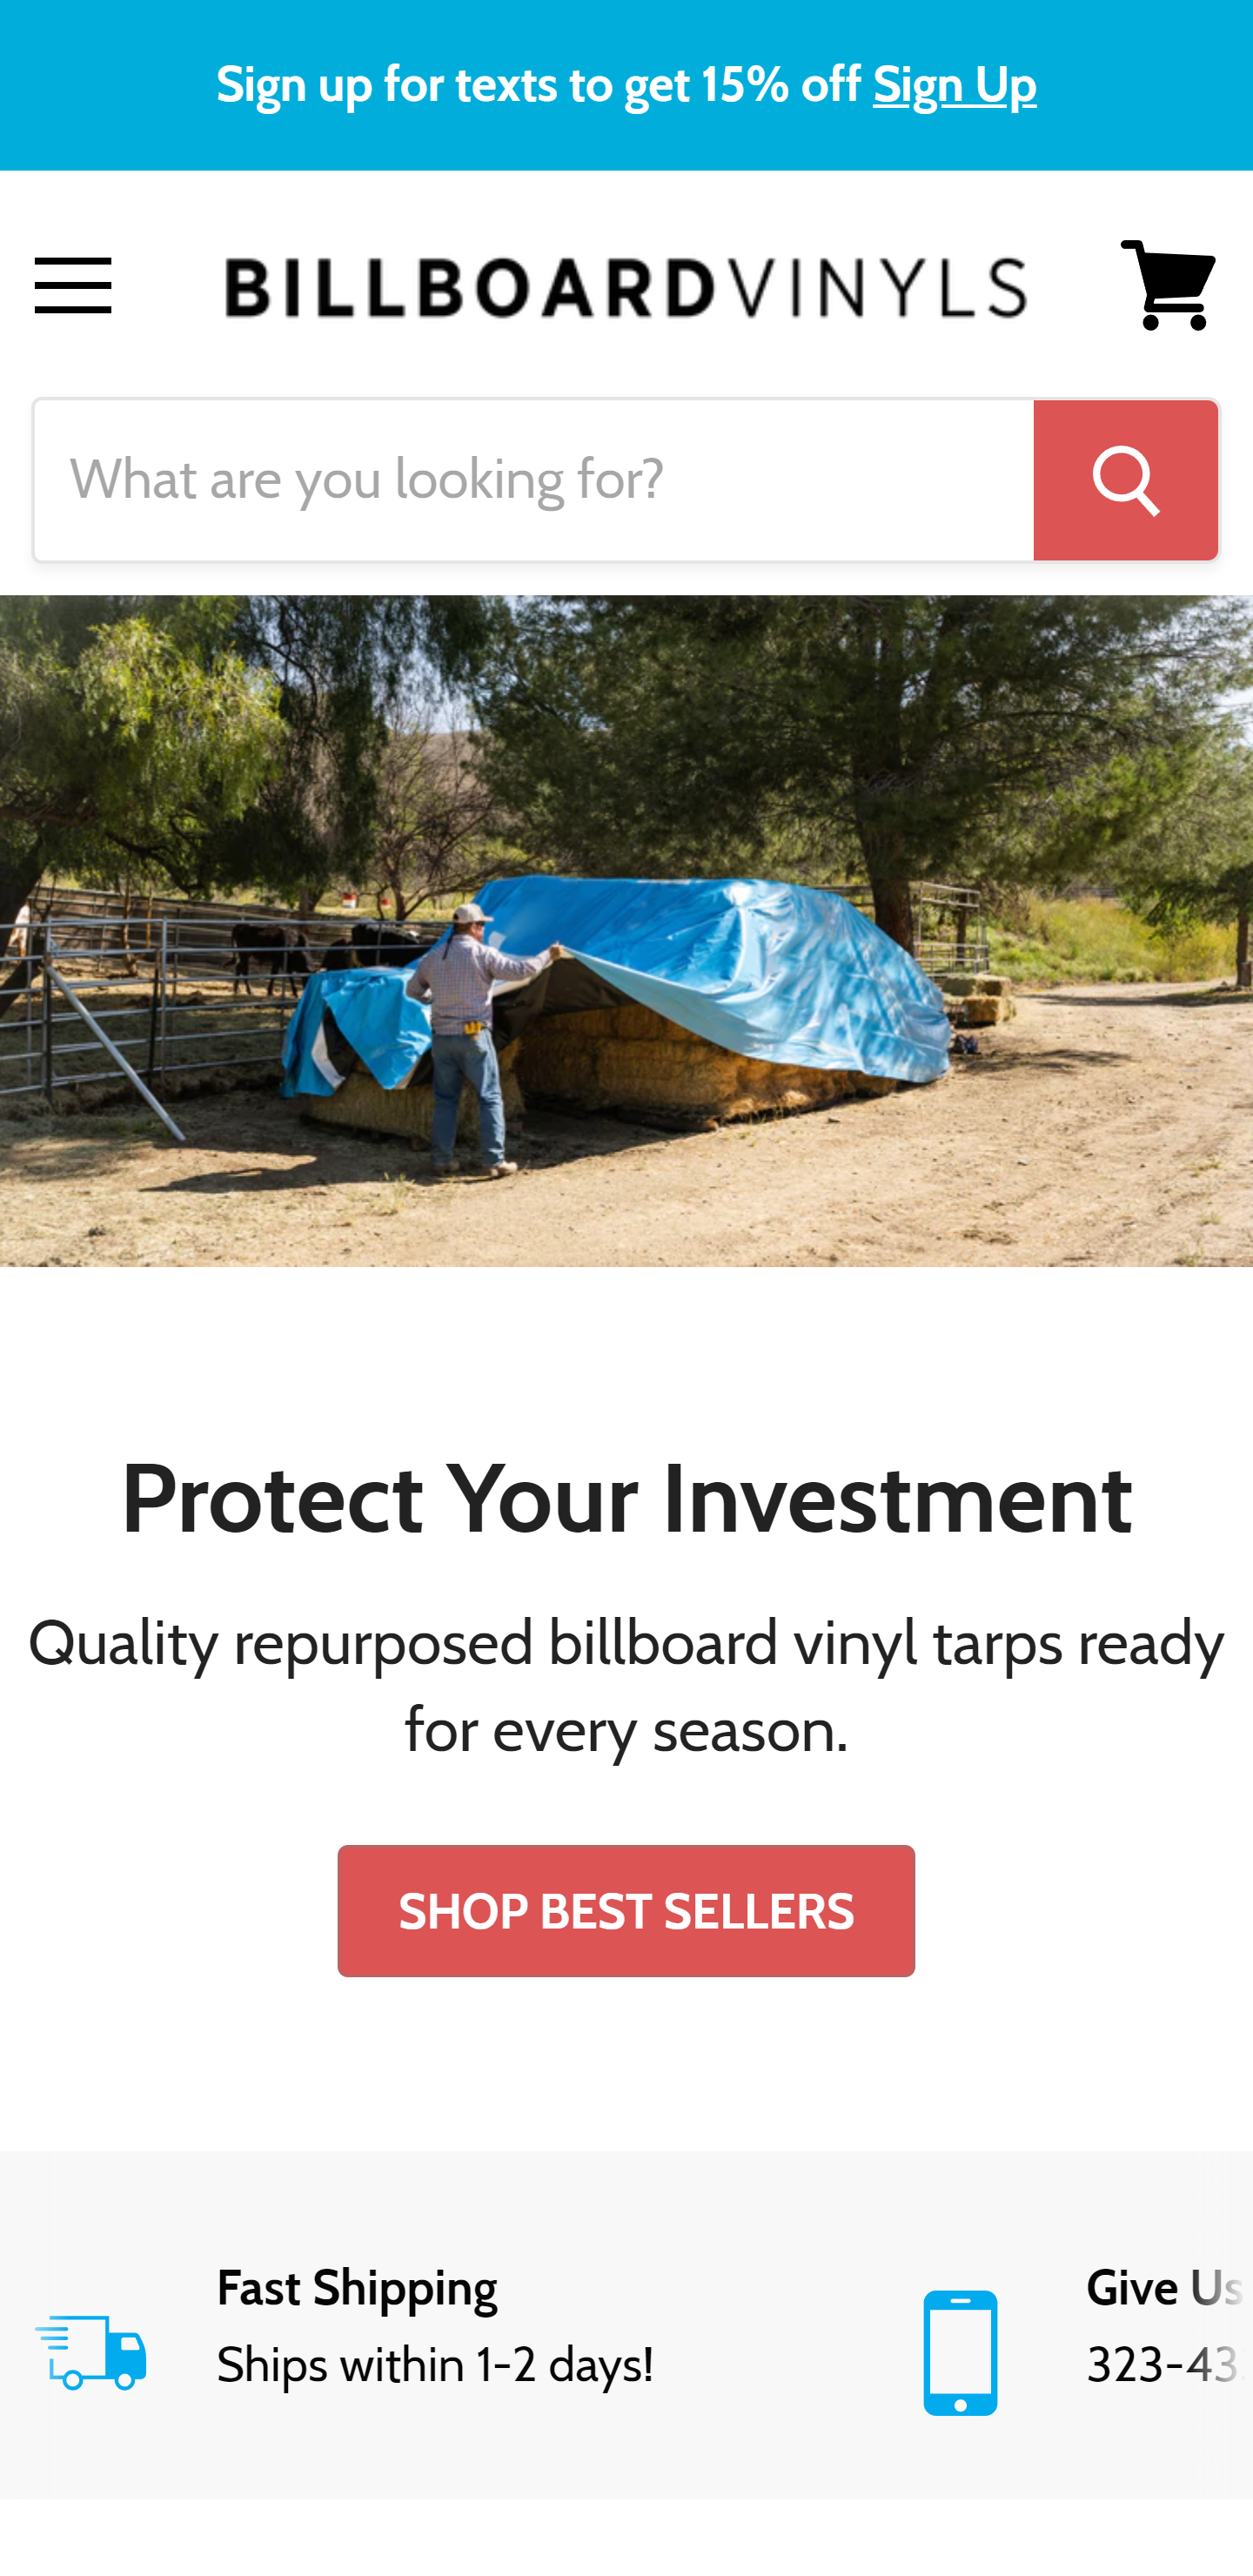 Sign up for texts to get 15% off Sign Up
BILLBOARDVINYLS
What are you looking for?
Protect Your Investment
Quality repurposed billboard vinyl tarps ready
for every season.
SHOP BEST SELLERS
Fast Shipping
Ships within 1-2 days!
Give Us
323-43